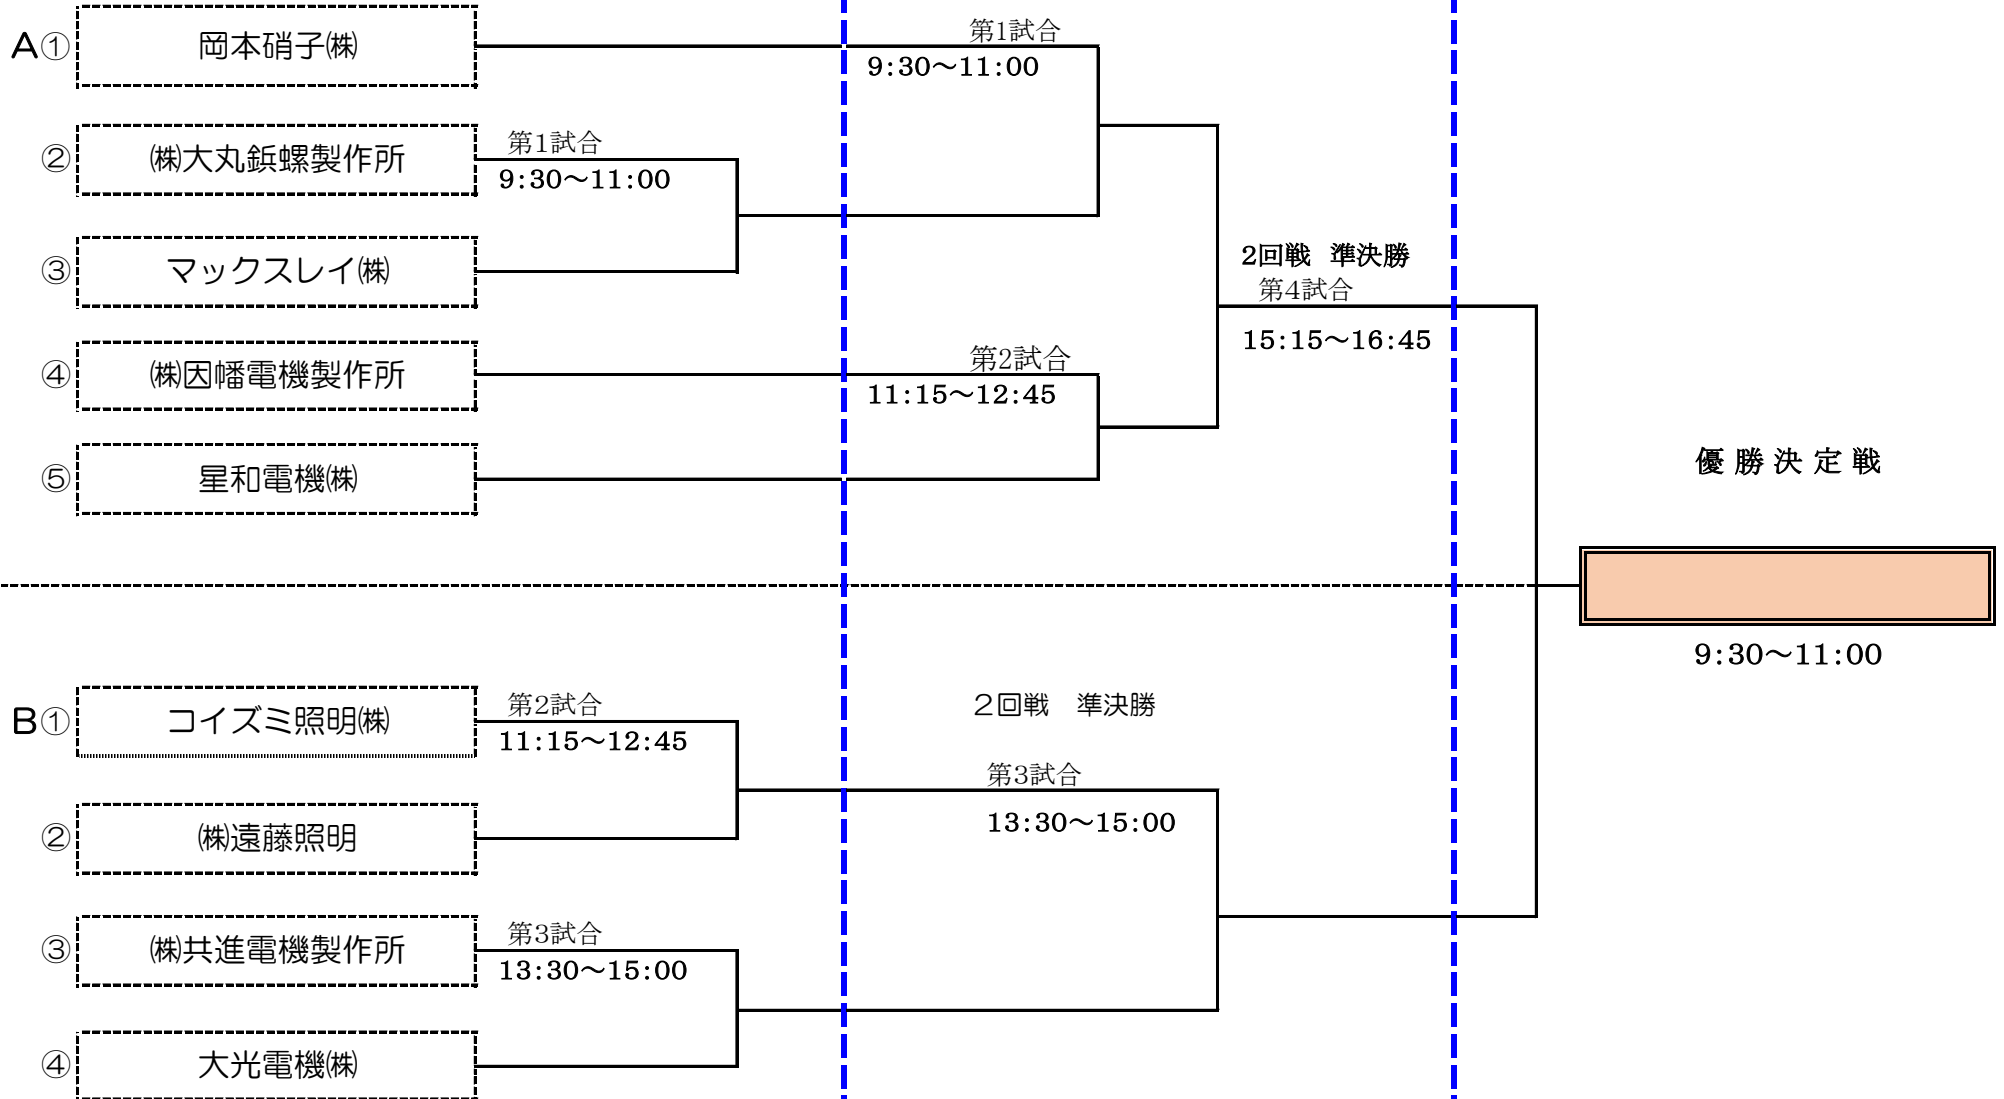 A① 岡本硝子㈱
第1試合
9:30～11:00
② ㈱大丸鋲螺製作所
第1試合
9:30～11:00
③ マックスレイ㈱
2回戦　準決勝
第4試合
15:15～16:45
④ ㈱因幡電機製作所
第2試合
11:15～12:45
⑤ 星和電機㈱
優勝決定戦
9:30～11:00
B① コイズミ照明㈱
第2試合
11:15～12:45
２回戦　準決勝
第3試合
13:30～15:00
② ㈱遠藤照明
③ ㈱共進電機製作所
第3試合
13:30～15:00
④ 大光電機㈱